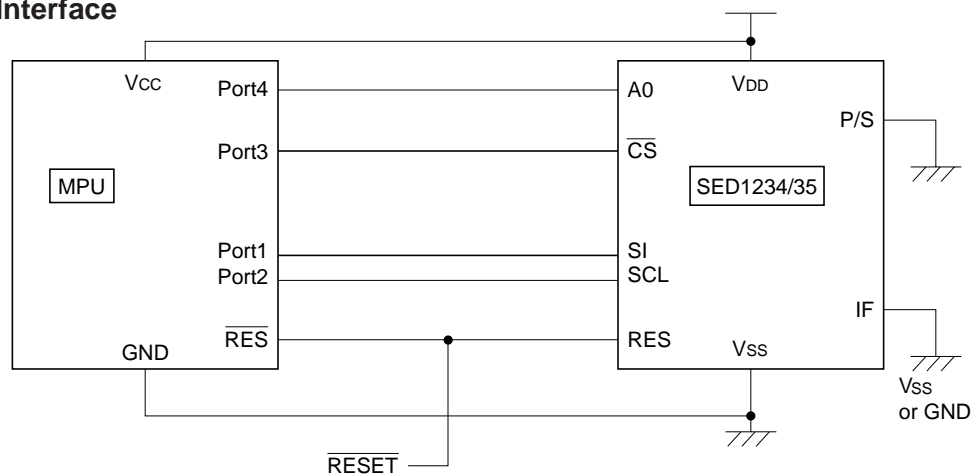 Interface
VCC
Port4
A0
VDD
P/S
Port3
CS
MPU
SED1234/35
Port1
SI
Port2
SCL
IF
RES
RES
GND
VSS
VSS
or GND
RESET